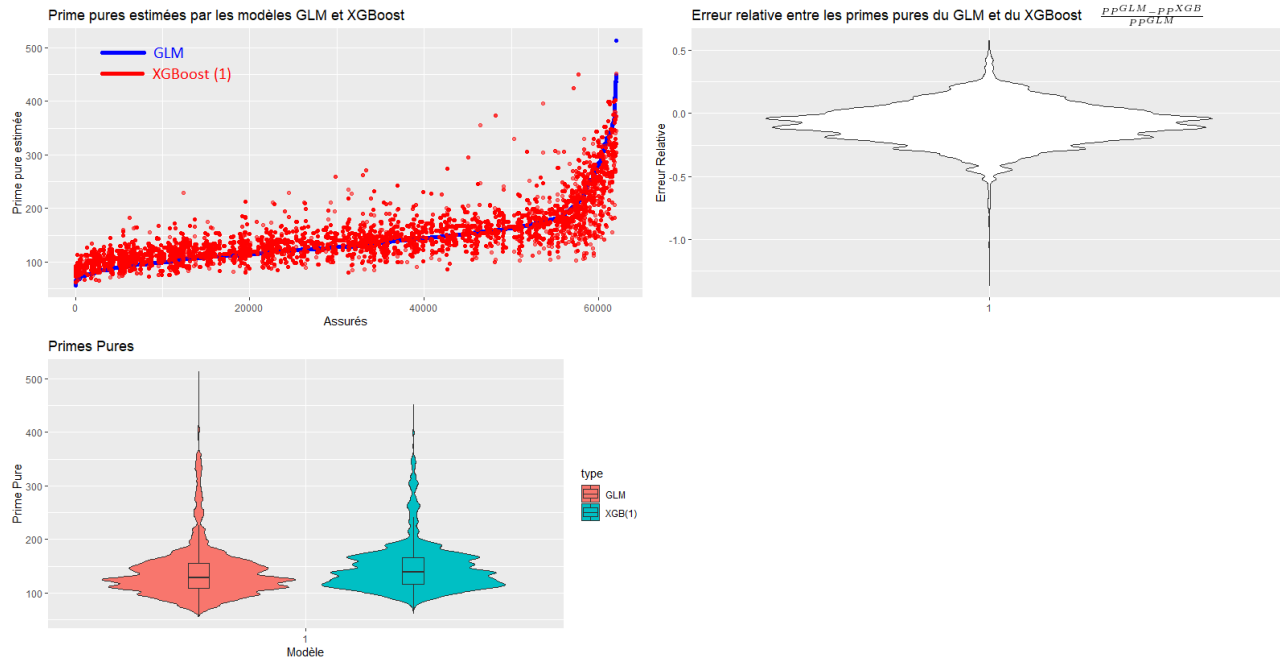 Prime pures estimées par les modèles GLM et XGBoost
GLM
XGBoost (1)
500
400
300
200
100
0
20000
40000
60000
Prime pure estimée
Assurés
Erreur relative entre les primes pures du GLM et du XGBoost PP^GLM − PP^XGB / PP^GLM
0.5
0.0
-0.5
-1.0
Erreur Relative
1
Primes Pures
500
400
300
200
100
Prime Pure
1
Modèle
type
GLM
XGB(1)